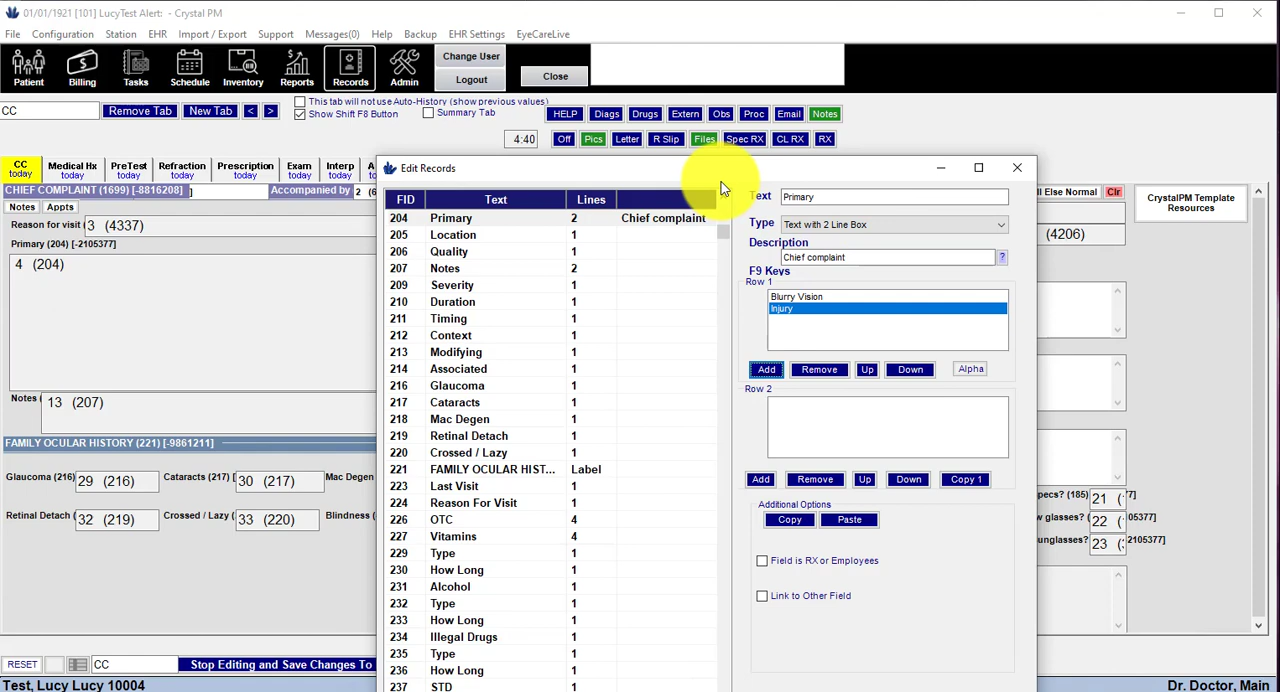 01/01/1921 [101] LucyTest Alert: - Crystal PM
File Configuration Station EHR Import / Export Support Messages(0) Help Backup EHR Settings EyeCareLive
Patient Billing Tasks Schedule Inventory Reports Records Admin Change User Logout Close
CC Remove Tab New Tab < > This tab will not use Auto-History (show previous values)
Show Shift F8 Button Summary Tab HELP Diags Drugs Extern Obs Proc Email Notes
4:40 Off Pics Letter R Slip Files Spec RX CL RX RX
CC today Medical Hx today PreTest today Refraction today Prescription today Exam today Interp today
CHIEF COMPLAINT (1699) [-8816208] ] Accompanied by 2 (6
Notes Appts
Reason for visit 3 (4337)
Primary (204) [-2105377]
4 (204)
Notes 13 (207)
FAMILY OCULAR HISTORY (221) [-9861211]
Glaucoma (216) 29 (216) Cataracts (217) [ 30 (217) Mac Degen
Retinal Detach ( 32 (219) Crossed / Lazy ( 33 (220) Blindness (
RESET CC Stop Editing and Save Changes To
Test, Lucy Lucy 10004
Edit Records
FID Text Lines
204 Primary 2 Chief complaint
205 Location 1
206 Quality 1
207 Notes 2
209 Severity 1
210 Duration 1
211 Timing 1
212 Context 1
213 Modifying 1
214 Associated 1
216 Glaucoma 1
217 Cataracts 1
218 Mac Degen 1
219 Retinal Detach 1
220 Crossed / Lazy 1
221 FAMILY OCULAR HIST... Label
223 Last Visit 1
224 Reason For Visit 1
226 OTC 4
227 Vitamins 4
229 Type 1
230 How Long 1
231 Alcohol 1
232 Type 1
233 How Long 1
234 Illegal Drugs 1
235 Type 1
236 How Long 1
237 STD 1
Text Primary
Type Text with 2 Line Box
Description
Chief complaint ?
F9 Keys
Row 1
Blurry Vision
Injury
Add Remove Up Down Alpha
Row 2
Add Remove Up Down Copy 1
Additional Options
Copy Paste
Field is RX or Employees
Link to Other Field
ll Else Normal Clr
CrystalPM Template
Resources
(4206)
pecs? (185) 21 ( 7]
w glasses? 22 ( 05377]
unglasses? 23 (: 2105377]
Dr. Doctor, Main